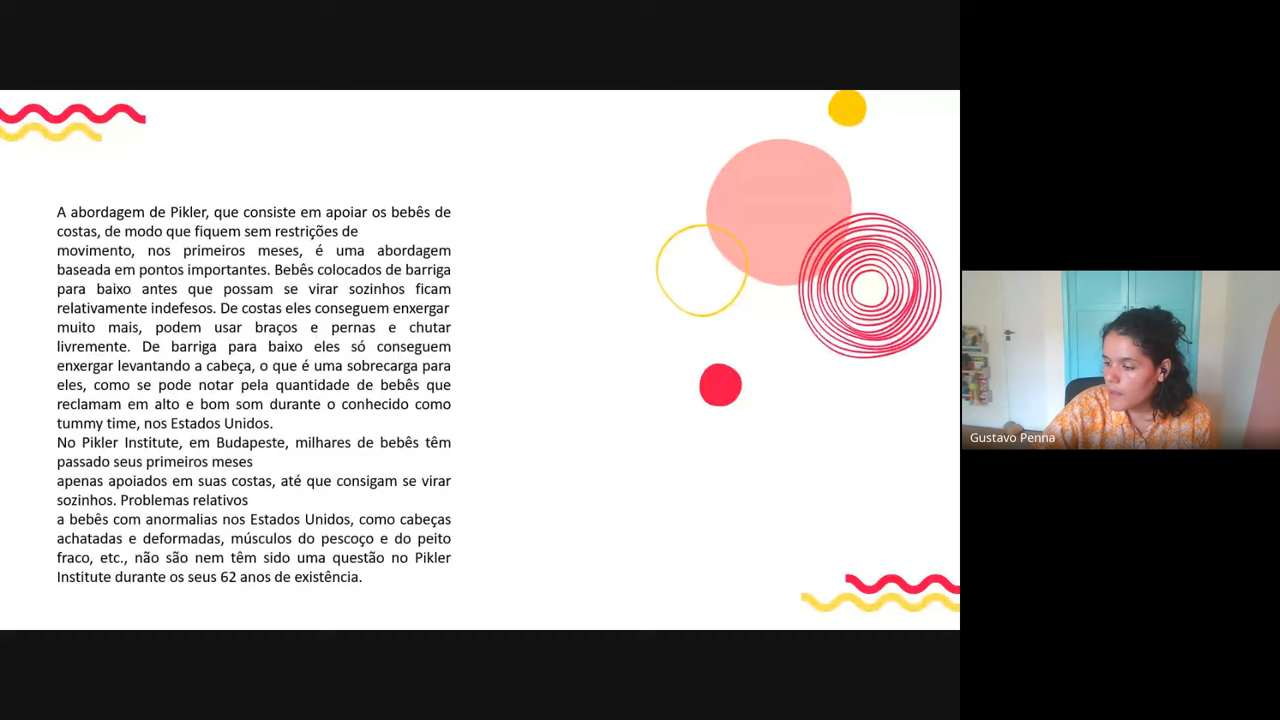 A abordagem de Pikler, que consiste em apoiar os bebês de
costas, de modo que fiquem sem restrições de
movimento, nos primeiros meses, é uma abordagem
baseada em pontos importantes. Bebês colocados de barriga
para baixo antes que possam se virar sozinhos ficam
relativamente indefesos. De costas eles conseguem enxergar
muito mais, podem usar braços e pernas e chutar
livremente. De barriga para baixo eles só conseguem
enxergar levantando a cabeça, o que é uma sobrecarga para
eles, como se pode notar pela quantidade de bebês que
reclamam em alto e bom som durante o conhecido como
tummy time, nos Estados Unidos.
No Pikler Institute, em Budapeste, milhares de bebês têm
passado seus primeiros meses
apenas apoiados em suas costas, até que consigam se virar
sozinhos. Problemas relativos
a bebês com anormalias nos Estados Unidos, como cabeças
achatadas e deformadas, músculos do pescoço e do peito
fraco, etc., não são nem têm sido uma questão no Pikler
Institute durante os seus 62 anos de existência.
Gustavo Penna